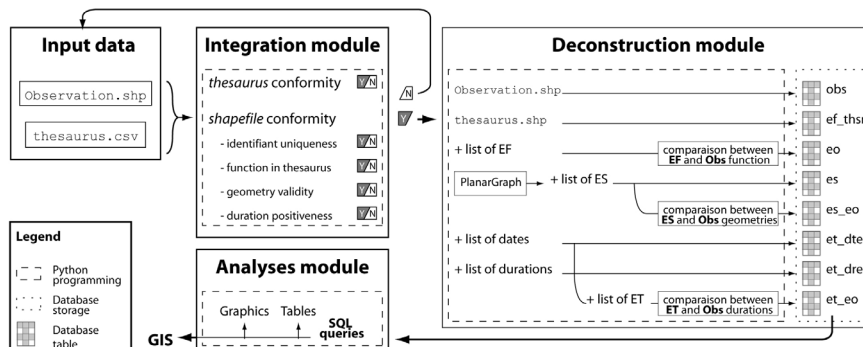 Input data
Observation.shp
thesaurus.csv
Integration module
thesaurus conformity Y/N
shapefile conformity
- identifiant uniqueness Y/N
- function in thesaurus Y/N
- geometry validity Y/N
- duration positiveness Y/N
N
Y
Deconstruction module
Observation.shp
obs
thesaurus.shp
ef_thsr
+ list of EF
comparaison between
EF and Obs function
eo
PlanarGraph
+ list of ES
es
comparaison between
ES and Obs geometries
es_eo
+ list of dates
et_dte
+ list of durations
et_dre
+ list of ET
comparaison between
ET and Obs durations
et_eo
Legend
Python
programming
Database
storage
Database
table
Analyses module
Graphics
Tables
SQL
queries
GIS